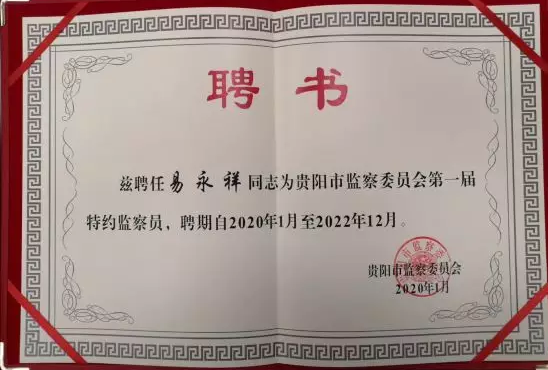 聘书
兹聘任易永祥同志为贵阳市监察委员会第一届
特约监察员，聘期自2020年1月至2022年12月。
贵阳市监察委员会
2020年1月